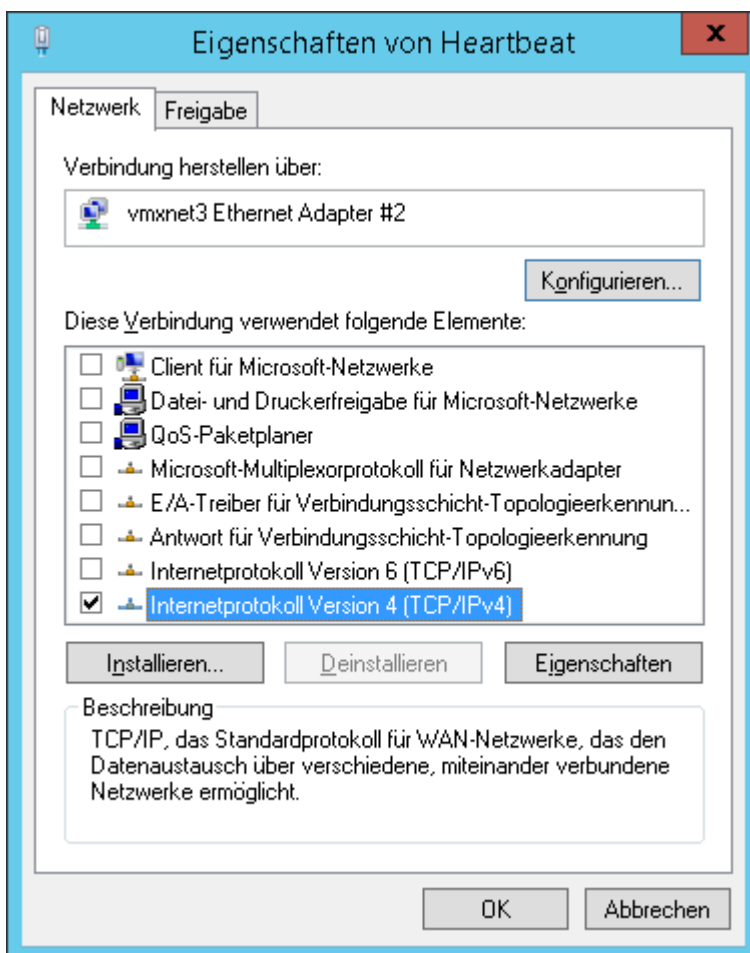 Eigenschaften von Heartbeat
x
Netzwerk
Freigabe
Verbindung herstellen über:
vmxnet3 Ethernet Adapter #2
Konfigurieren...
Diese Verbindung verwendet folgende Elemente:
Client für Microsoft-Netzwerke
Datei- und Druckerfreigabe für Microsoft-Netzwerke
QoS-Paketplaner
Microsoft-Multiplexorprotokoll für Netzwerkadapter
E/A-Treiber für Verbindungsschicht-Topologieerkennun...
Antwort für Verbindungsschicht-Topologieerkennung
Internetprotokoll Version 6 (TCP/IPv6)
Internetprotokoll Version 4 (TCP/IPv4)
Installieren...
Deinstallieren
Eigenschaften
Beschreibung
TCP/IP, das Standardprotokoll für WAN-Netzwerke, das den
Datenaustausch über verschiedene, miteinander verbundene
Netzwerke ermöglicht.
OK
Abbrechen